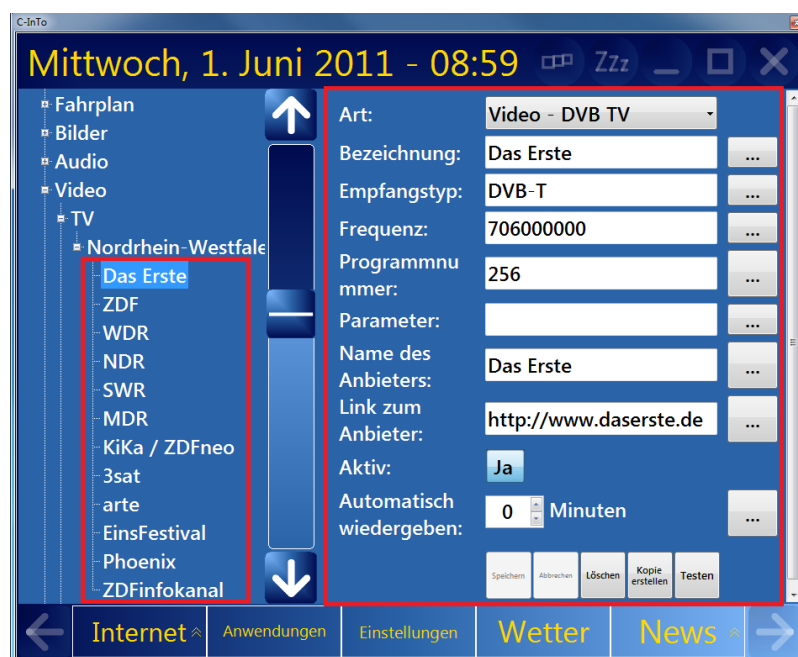 C-InTo
Mittwoch, 1. Juni 2011 - 08:59
Zzz
Fahrplan
Bilder
Audio
Video
TV
Nordrhein-Westfale
Das Erste
ZDF
WDR
NDR
SWR
MDR
KiKa / ZDFneo
3sat
arte
EinsFestival
Phoenix
ZDFinfokanal
Art:
Video - DVB TV
Bezeichnung:
Das Erste
...
Empfangstyp:
DVB-T
...
Frequenz:
706000000
...
Programmnu
mmer:
256
...
Parameter:
...
Name des
Anbieters:
Das Erste
...
Link zum
Anbieter:
http://www.daserste.de
...
Aktiv:
Ja
Automatisch
wiedergeben:
0
Minuten
...
Speichern
Abbrechen
Löschen
Kopie
erstellen
Testen
Internet
Anwendungen
Einstellungen
Wetter
News